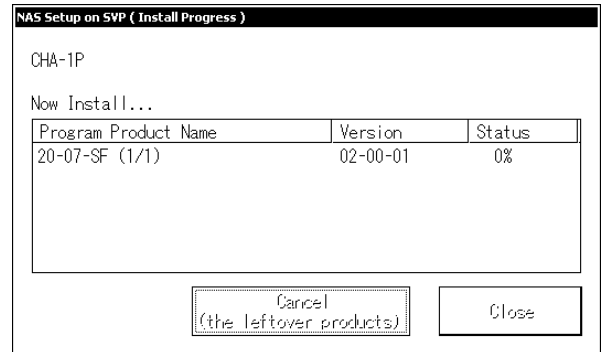 NAS Setup on SVP ( Install Progress )
CHA-1P
Now Install...
Program Product Name Version Status
20-07-SF (1/1) 02-00-01 0%
Cancel
(the leftover products)
Close